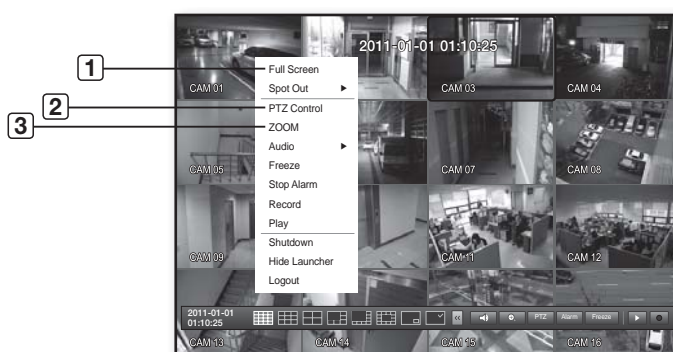 2011-01-01 01:10:25
1
2
3
Full Screen
Spot Out
PTZ Control
ZOOM
Audio
Freeze
Stop Alarm
Record
Play
Shutdown
Hide Launcher
Logout
CAM 01
CAM 03
CAM 04
CAM 05
CAM 07
CAM 08
CAM 09
CAM 11
CAM 12
2011-01-01
01:10:25
PTZ
Alarm
Freeze
CAM 13
CAM 14
CAM 15
CAM 16